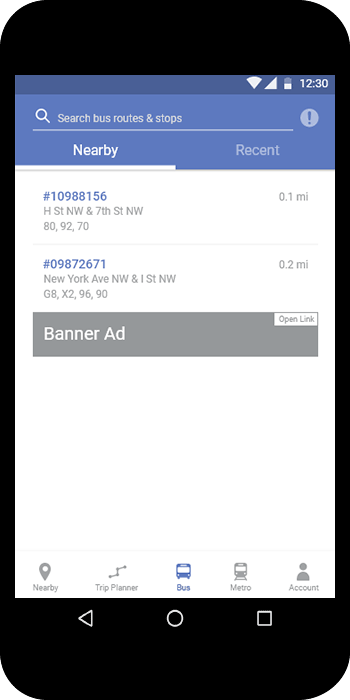 12:30
Search bus routes & stops
Nearby Recent
#10988156 0.1 mi
H St NW & 7th St NW
80, 92, 70
#09872671 0.2 mi
New York Ave NW & I St NW
G8, X2, 96, 90
Open Link
Banner Ad
Nearby Trip Planner Bus Metro Account